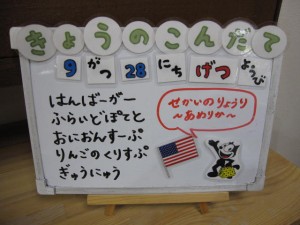 きょうのこんだて
9がつ28にちげつようび
はんばーがー
ふらいどぽてと
おにおんすーぷ
りんごのくりすぷ
ぎゅうにゅう
せかいのりょうり
～あめりか～